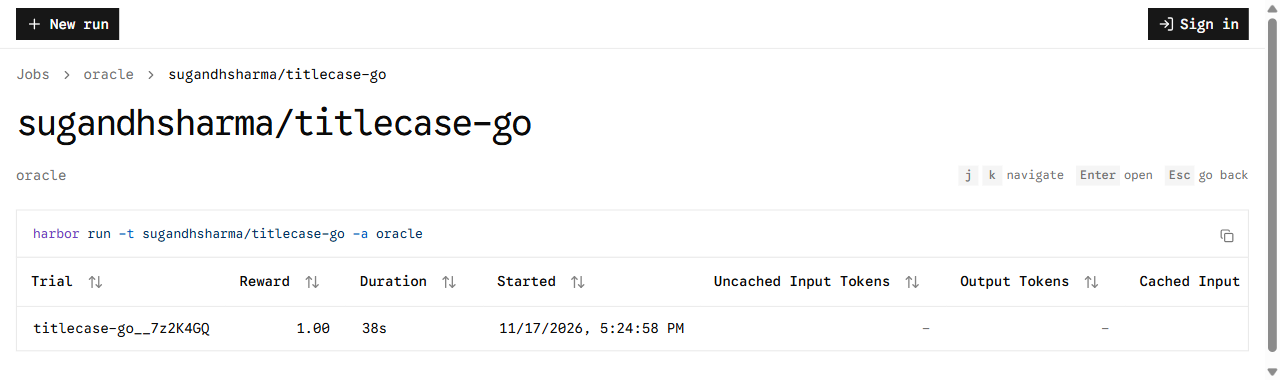 + New run
Sign in
Jobs > oracle > sugandhsharma/titlecase-go
sugandhsharma/titlecase-go
oracle
j k navigate Enter open Esc go back
harbor run -t sugandhsharma/titlecase-go -a oracle
Trial Reward Duration Started Uncached Input Tokens Output Tokens Cached Input
titlecase-go__7z2K4GQ 1.00 38s 11/17/2026, 5:24:58 PM – –